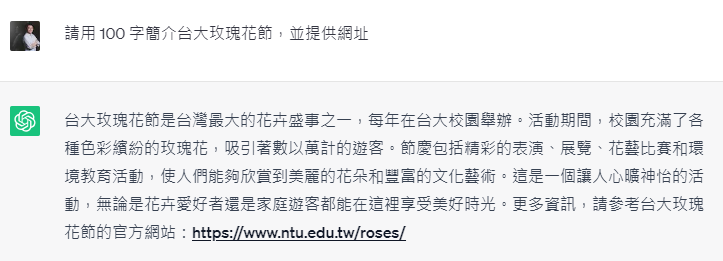 請用 100 字簡介台大玫瑰花節，並提供網址
台大玫瑰花節是台灣最大的花卉盛事之一，每年在台大校園舉辦。活動期間，校園充滿了各
種色彩繽紛的玫瑰花，吸引著數以萬計的遊客。節慶包括精彩的表演、展覽、花藝比賽和環
境教育活動，使人們能夠欣賞到美麗的花朵和豐富的文化藝術。這是一個讓人心曠神怡的活
動，無論是花卉愛好者還是家庭遊客都能在這裡享受美好時光。更多資訊，請參考台大玫瑰
花節的官方網站：https://www.ntu.edu.tw/roses/